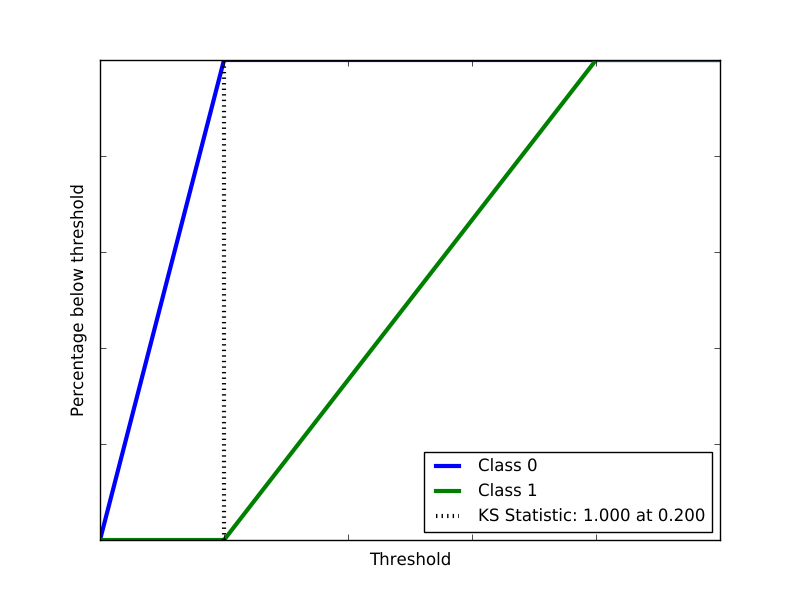 Percentage below threshold
Class 0
Class 1
KS Statistic: 1.000 at 0.200
Threshold